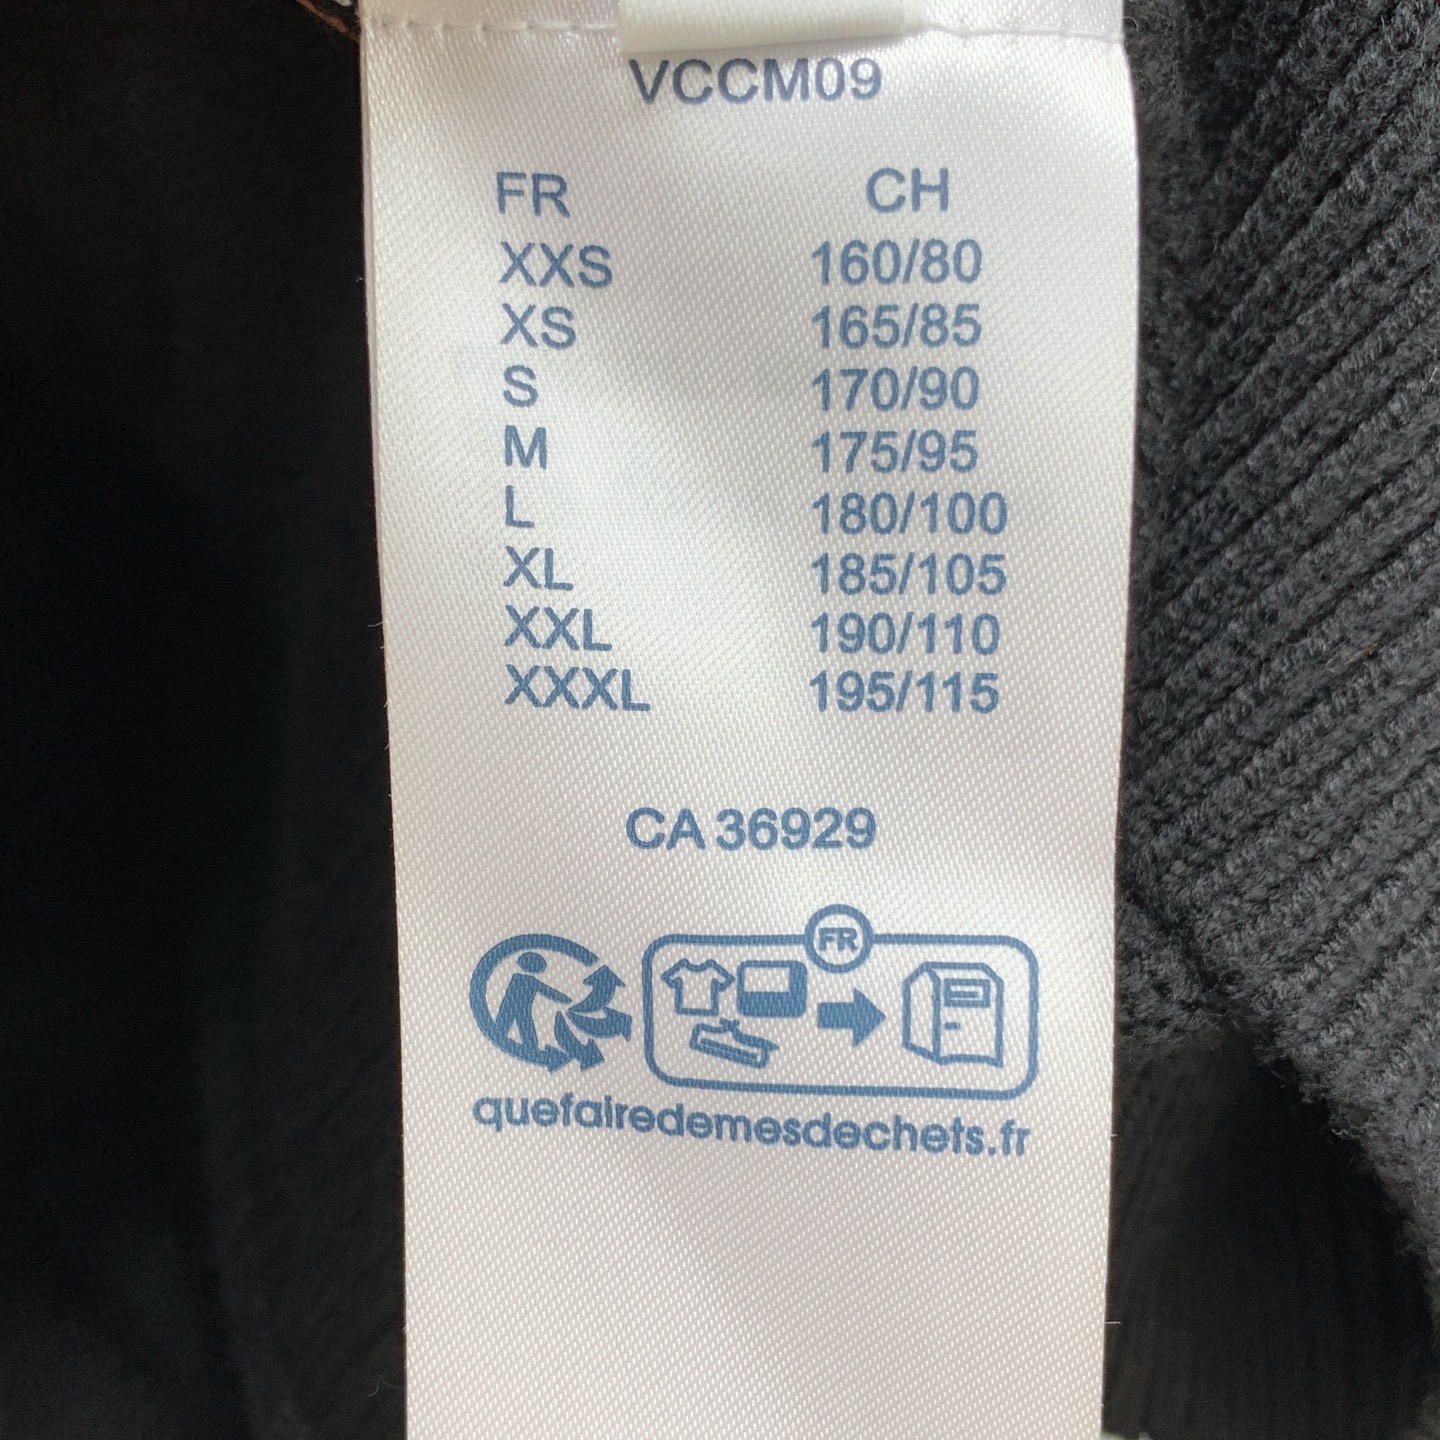 VCCM09
FR CH
XXS 160/80
XS 165/85
S 170/90
M 175/95
L 180/100
XL 185/105
XXL 190/110
XXXL 195/115
CA 36929
FR
quefairedemesdechets.fr